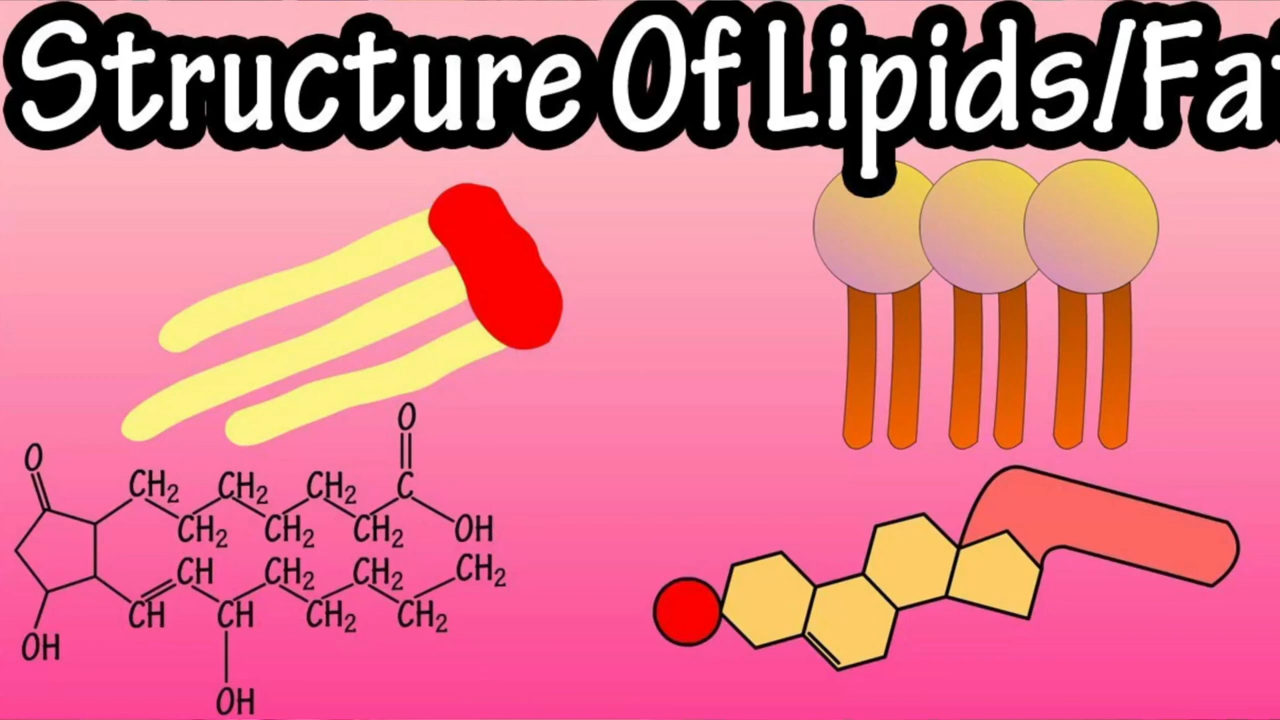 Structure Of Lipids/Fa
O
O
CH₂ CH₂ CH₂ C
CH₂ CH₂ CH₂ OH
CH CH₂ CH₂ CH₂
CH CH CH₂ CH₂
OH
OH